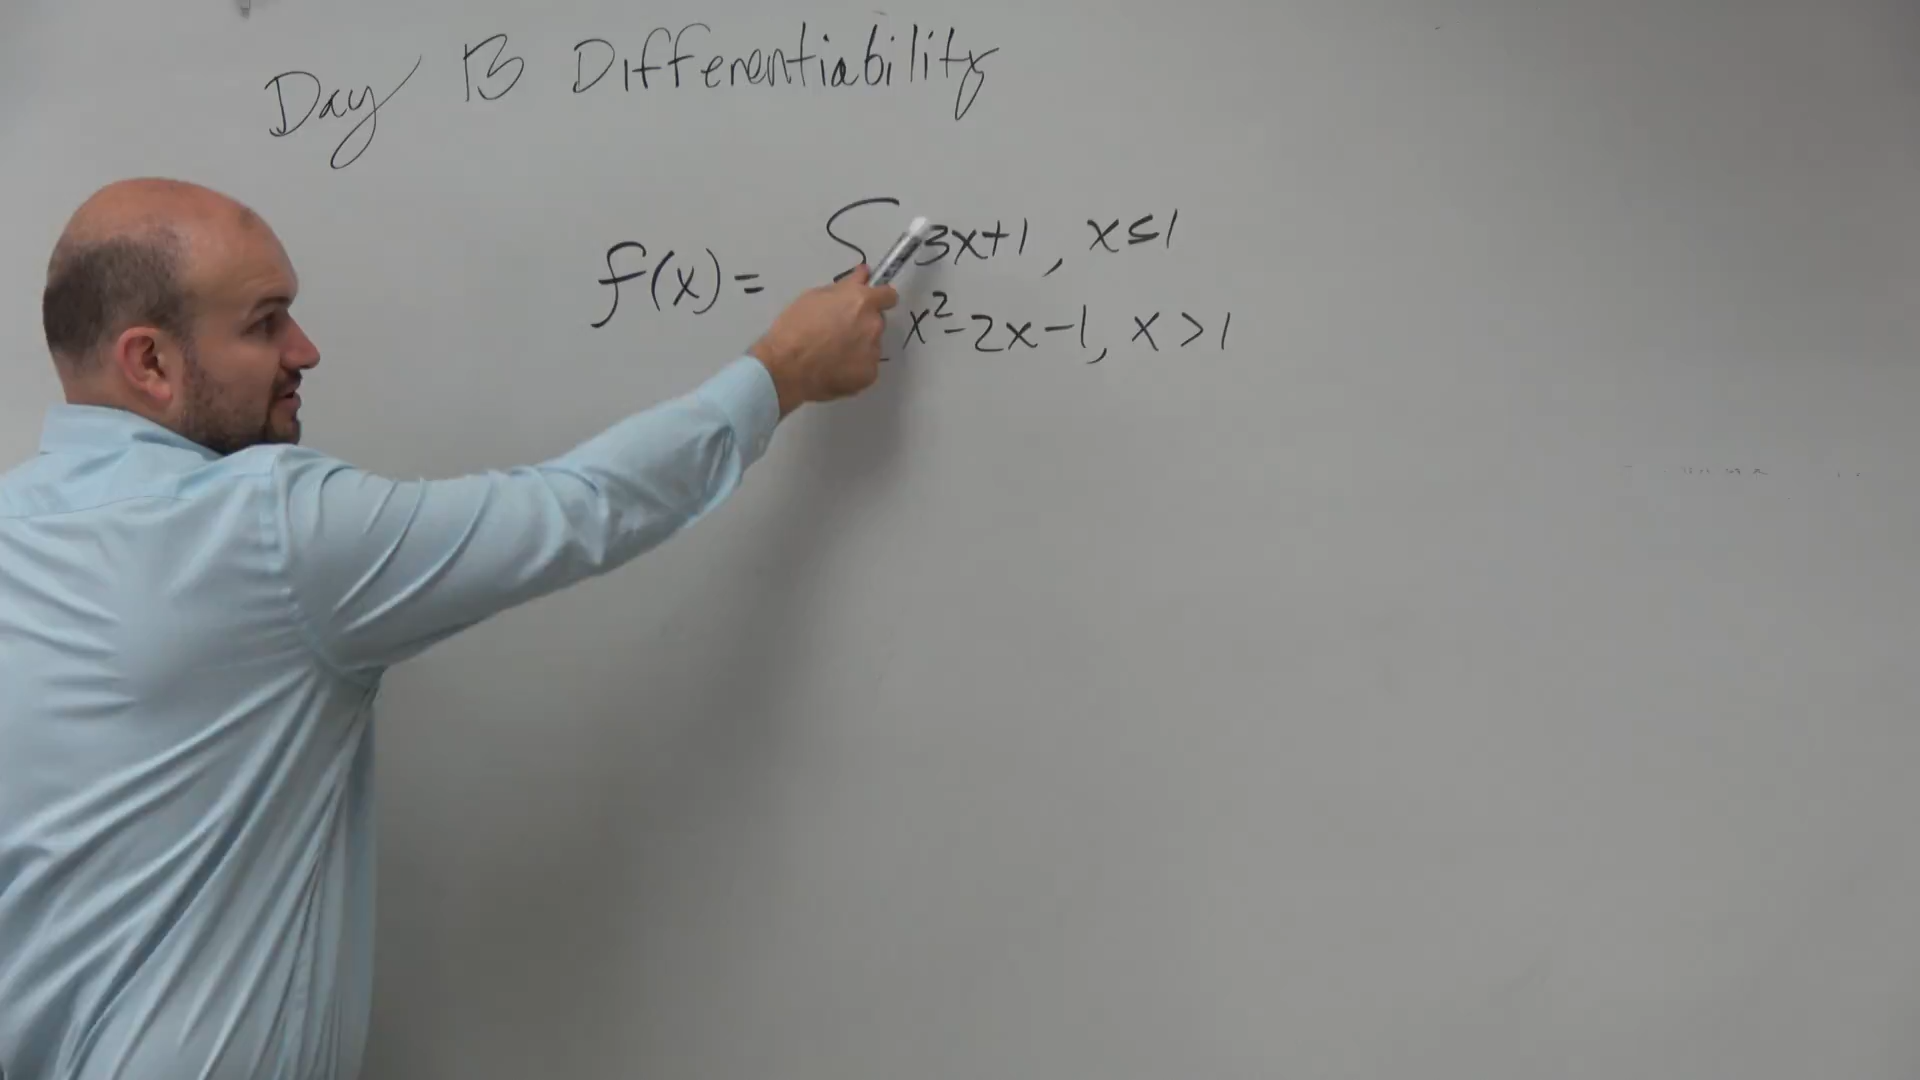 Day 13 Differentiability
f(x) = { 3x+1, x≤1
x²-2x-1, x>1